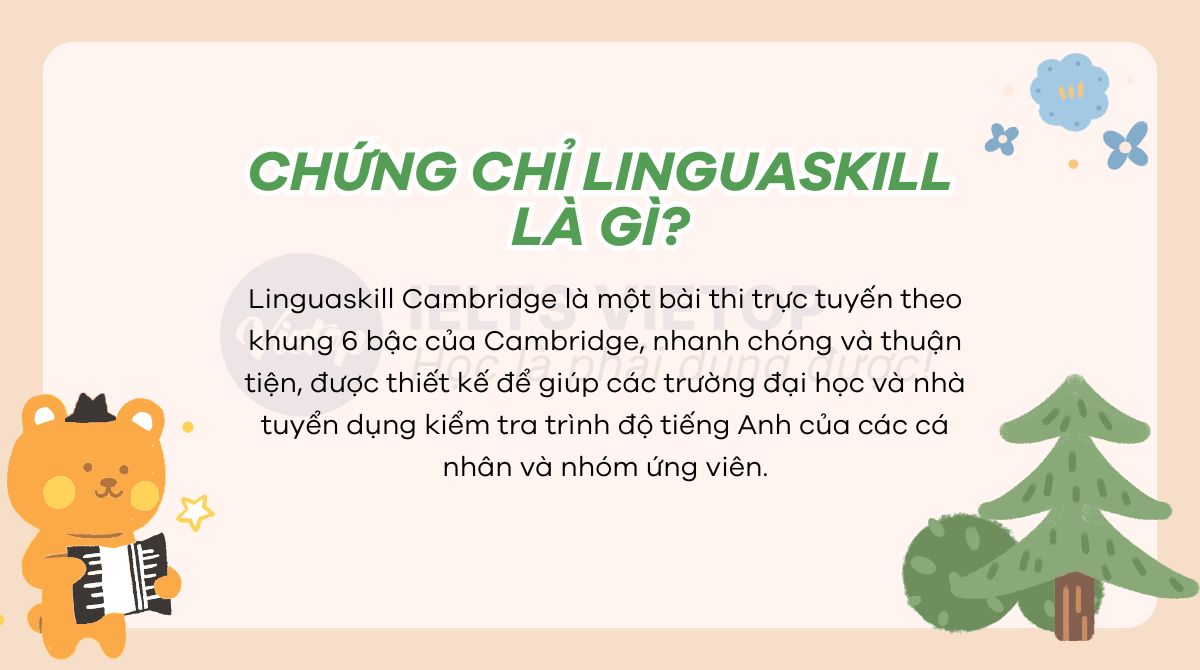 CHỨNG CHỈ LINGUASKILL
LÀ GÌ?
Linguaskill Cambridge là một bài thi trực tuyến theo
khung 6 bậc của Cambridge, nhanh chóng và thuận
tiện, được thiết kế để giúp các trường đại học và nhà
tuyển dụng kiểm tra trình độ tiếng Anh của các cá
nhân và nhóm ứng viên.
Vietop
IELTS VIETOP
Học là phải dùng được!